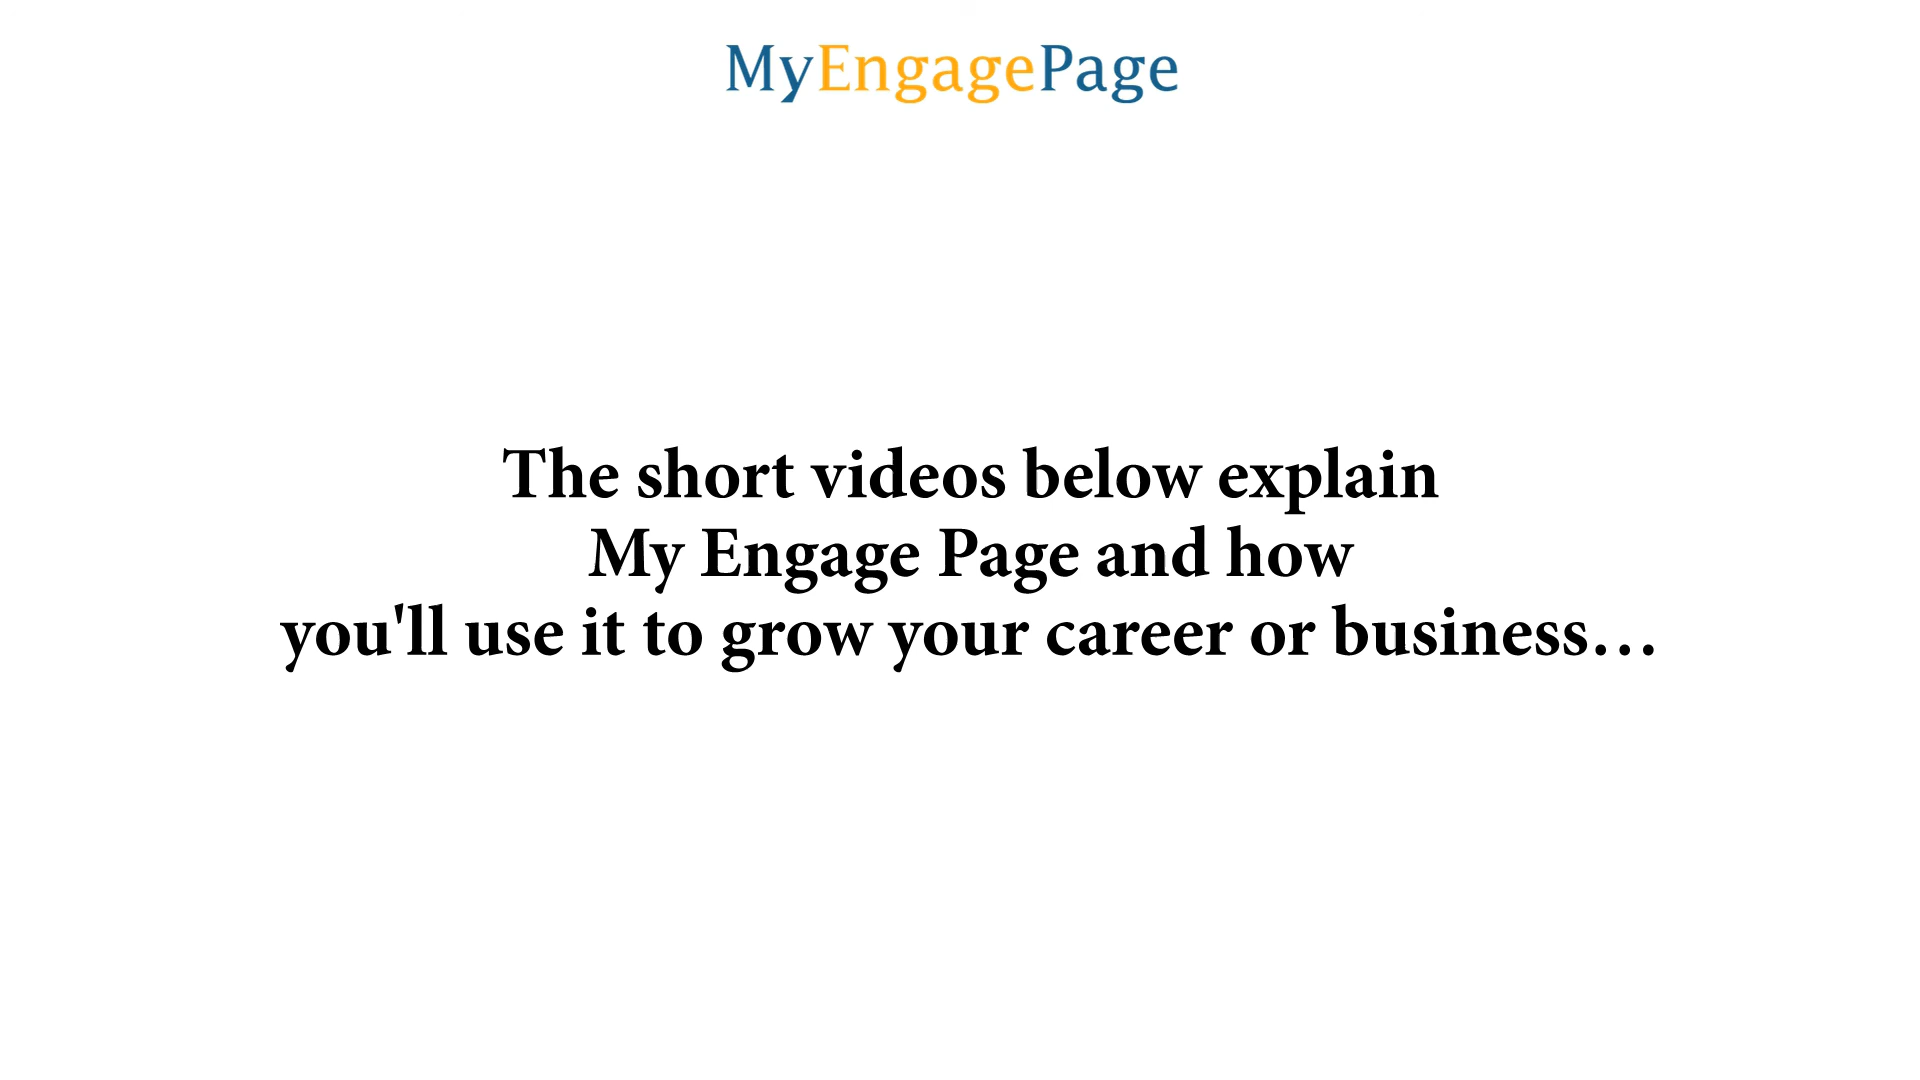 MyEngagePage
The short videos below explain
My Engage Page and how
you'll use it to grow your career or business…